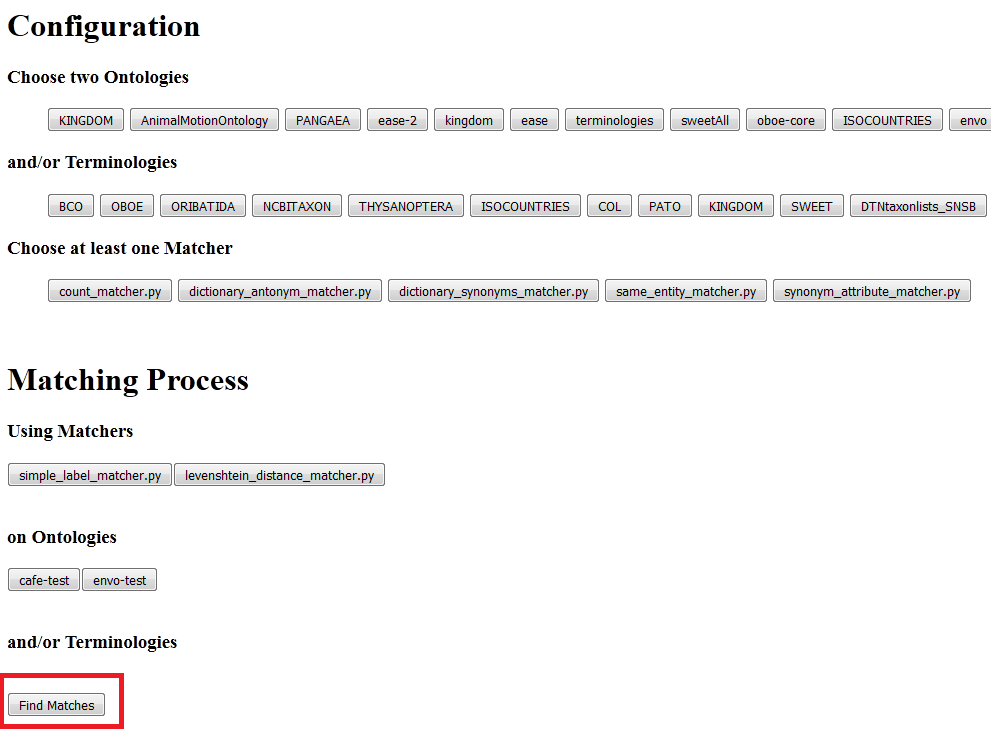 Configuration
Choose two Ontologies
KINGDOM AnimalMotionOntology PANGAEA ease-2 kingdom ease terminologies sweetAll oboe-core ISOCOUNTRIES envo
and/or Terminologies
BCO OBOE ORIBATIDA NCBITAXON THYSANOPTERA ISOCOUNTRIES COL PATO KINGDOM SWEET DTNtaxonlists_SNSB
Choose at least one Matcher
count_matcher.py dictionary_antonym_matcher.py dictionary_synonyms_matcher.py same_entity_matcher.py synonym_attribute_matcher.py
Matching Process
Using Matchers
simple_label_matcher.py levenshtein_distance_matcher.py
on Ontologies
cafe-test envo-test
and/or Terminologies
Find Matches